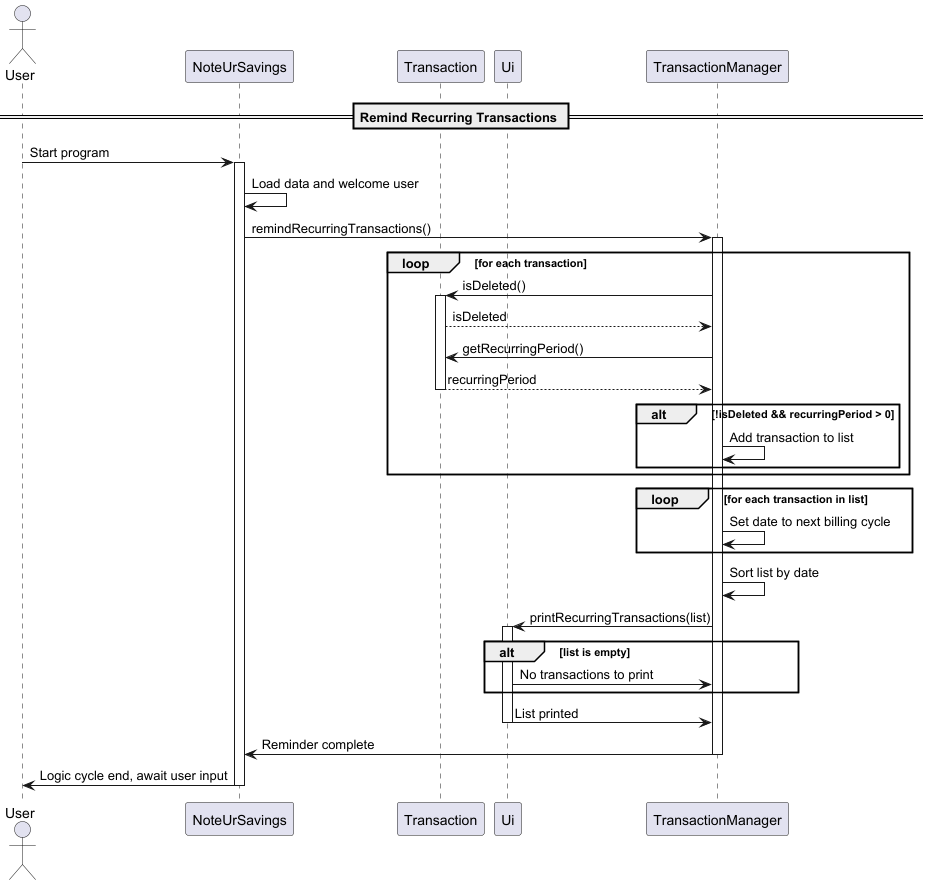 User
NoteUrSavings
Transaction
Ui
TransactionManager
Remind Recurring Transactions
Start program
Load data and welcome user
remindRecurringTransactions()
loop
[for each transaction]
isDeleted()
isDeleted
getRecurringPeriod()
recurringPeriod
alt
[!isDeleted && recurringPeriod > 0]
Add transaction to list
loop
[for each transaction in list]
Set date to next billing cycle
Sort list by date
printRecurringTransactions(list)
alt
[list is empty]
No transactions to print
List printed
Reminder complete
Logic cycle end, await user input
User
NoteUrSavings
Transaction
Ui
TransactionManager